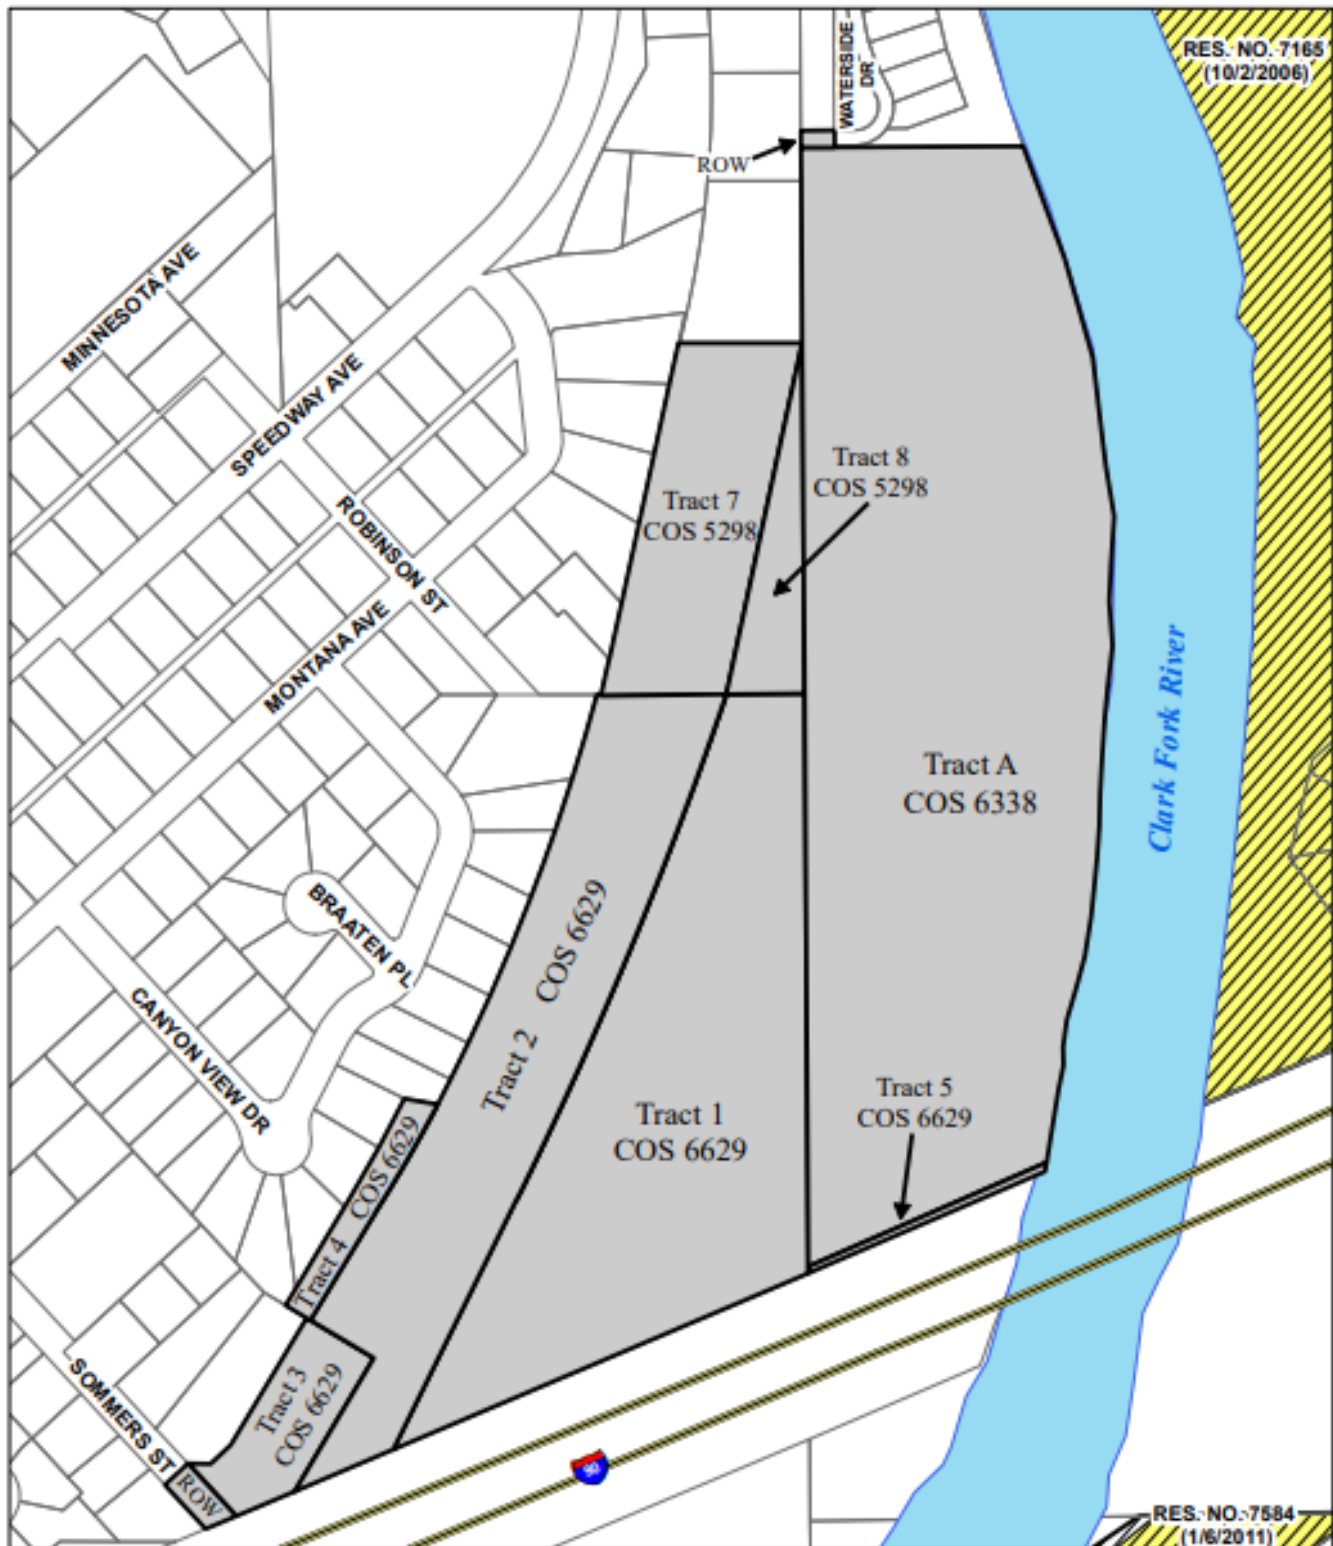 WATERSIDE
DR
RES. NO. 7165
(10/2/2006)
ROW
MINNESOTA AVE
SPEEDWAY AVE
Tract 8
COS 5298
Tract 7
COS 5298
ROBINSON ST
MONTANA AVE
Clark Fork River
Tract A
COS 6338
BRAATEN PL
Tract 2 COS 6629
CANYON VIEW DR
Tract 5
COS 6629
Tract 1
COS 6629
Tract 4 COS 6629
Tract 3
COS 6629
SOMMERS ST
ROW
90
RES. NO. 7584
(1/6/2011)